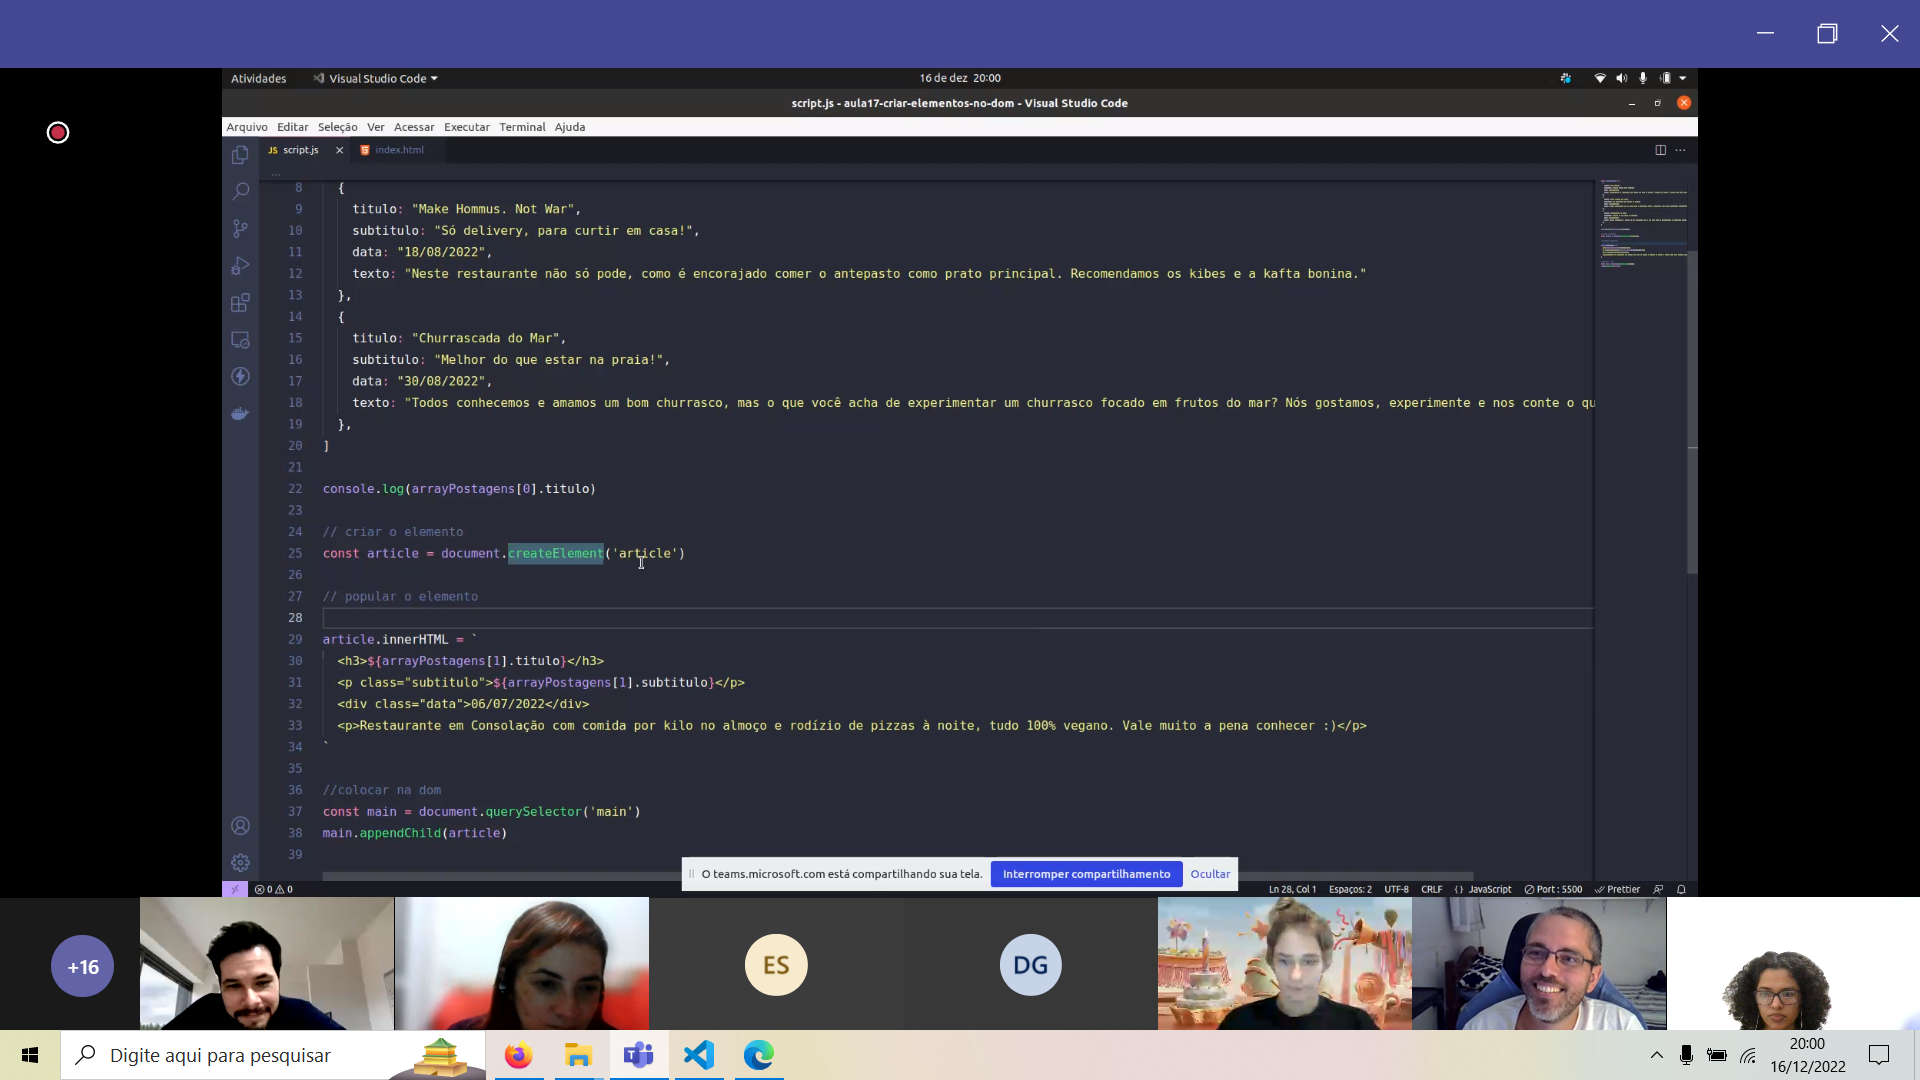 Atividades
Visual Studio Code
16 de dez 20:00
script.js - aula17-criar-elementos-no-dom - Visual Studio Code
Arquivo Editar Seleção Ver Acessar Executar Terminal Ajuda
JS script.js
index.html
...
8 {
9 titulo: "Make Hommus. Not War",
10 subtitulo: "Só delivery, para curtir em casa!",
11 data: "18/08/2022",
12 texto: "Neste restaurante não só pode, como é encorajado comer o antepasto como prato principal. Recomendamos os kibes e a kafta bonina."
13 },
14 {
15 titulo: "Churrascada do Mar",
16 subtitulo: "Melhor do que estar na praia!",
17 data: "30/08/2022",
18 texto: "Todos conhecemos e amamos um bom churrasco, mas o que você acha de experimentar um churrasco focado em frutos do mar? Nós gostamos, experimente e nos conte o qu
19 },
20 ]
21
22 console.log(arrayPostagens[0].titulo)
23
24 // criar o elemento
25 const article = document.createElement('article')
26
27 // popular o elemento
28
29 article.innerHTML = `
30 <h3>${arrayPostagens[1].titulo}</h3>
31 <p class="subtitulo">${arrayPostagens[1].subtitulo}</p>
32 <div class="data">06/07/2022</div>
33 <p>Restaurante em Consolação com comida por kilo no almoço e rodízio de pizzas à noite, tudo 100% vegano. Vale muito a pena conhecer :)</p>
34 `
35
36 //colocar na dom
37 const main = document.querySelector('main')
38 main.appendChild(article)
39
O teams.microsoft.com está compartilhando sua tela. Interromper compartilhamento Ocultar
0 0
Ln 28, Col 1 Espaços: 2 UTF-8 CRLF {} JavaScript Port : 5500 Prettier
+16
ES
DG
Digite aqui para pesquisar
20:00
16/12/2022